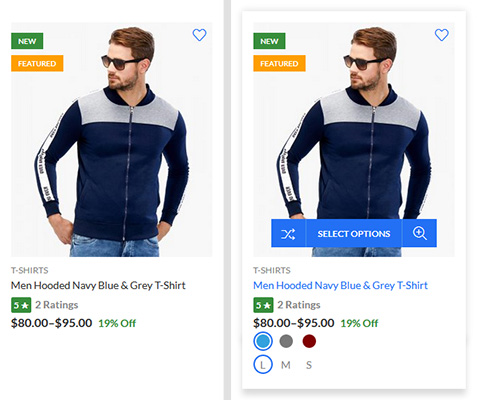 NEW
FEATURED
T-SHIRTS
Men Hooded Navy Blue & Grey T-Shirt
5 ★ 2 Ratings
$80.00–$95.00 19% Off
NEW
FEATURED
SELECT OPTIONS
T-SHIRTS
Men Hooded Navy Blue & Grey T-Shirt
5 ★ 2 Ratings
$80.00–$95.00 19% Off
L M S